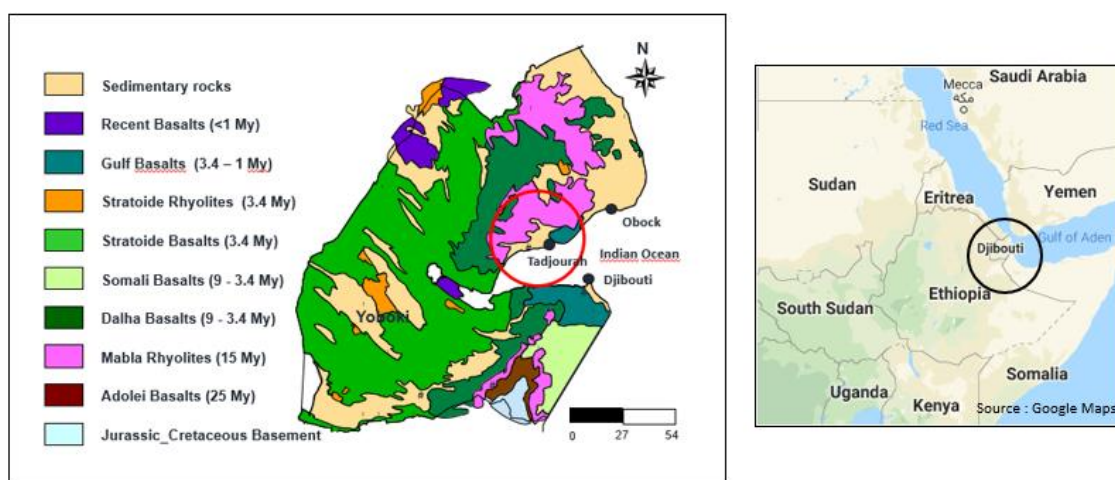 Sedimentary rocks
Recent Basalts (<1 My)
Gulf Basalts (3.4 – 1 My)
Stratoide Rhyolites (3.4 My)
Stratoide Basalts (3.4 My)
Somali Basalts (9 - 3.4 My)
Dalha Basalts (9 - 3.4 My)
Mabla Rhyolites (15 My)
Adolei Basalts (25 My)
Jurassic_Cretaceous Basement
N
Obock
Indian Ocean
Tadjourah
Djibouti
Yoboki
0 27 54
Saudi Arabia
Mecca
مكة
Red Sea
Sudan
Eritrea
Yemen
Djibouti
Gulf of Aden
Ethiopia
South Sudan
Somalia
Uganda
Kenya
Source : Google Maps